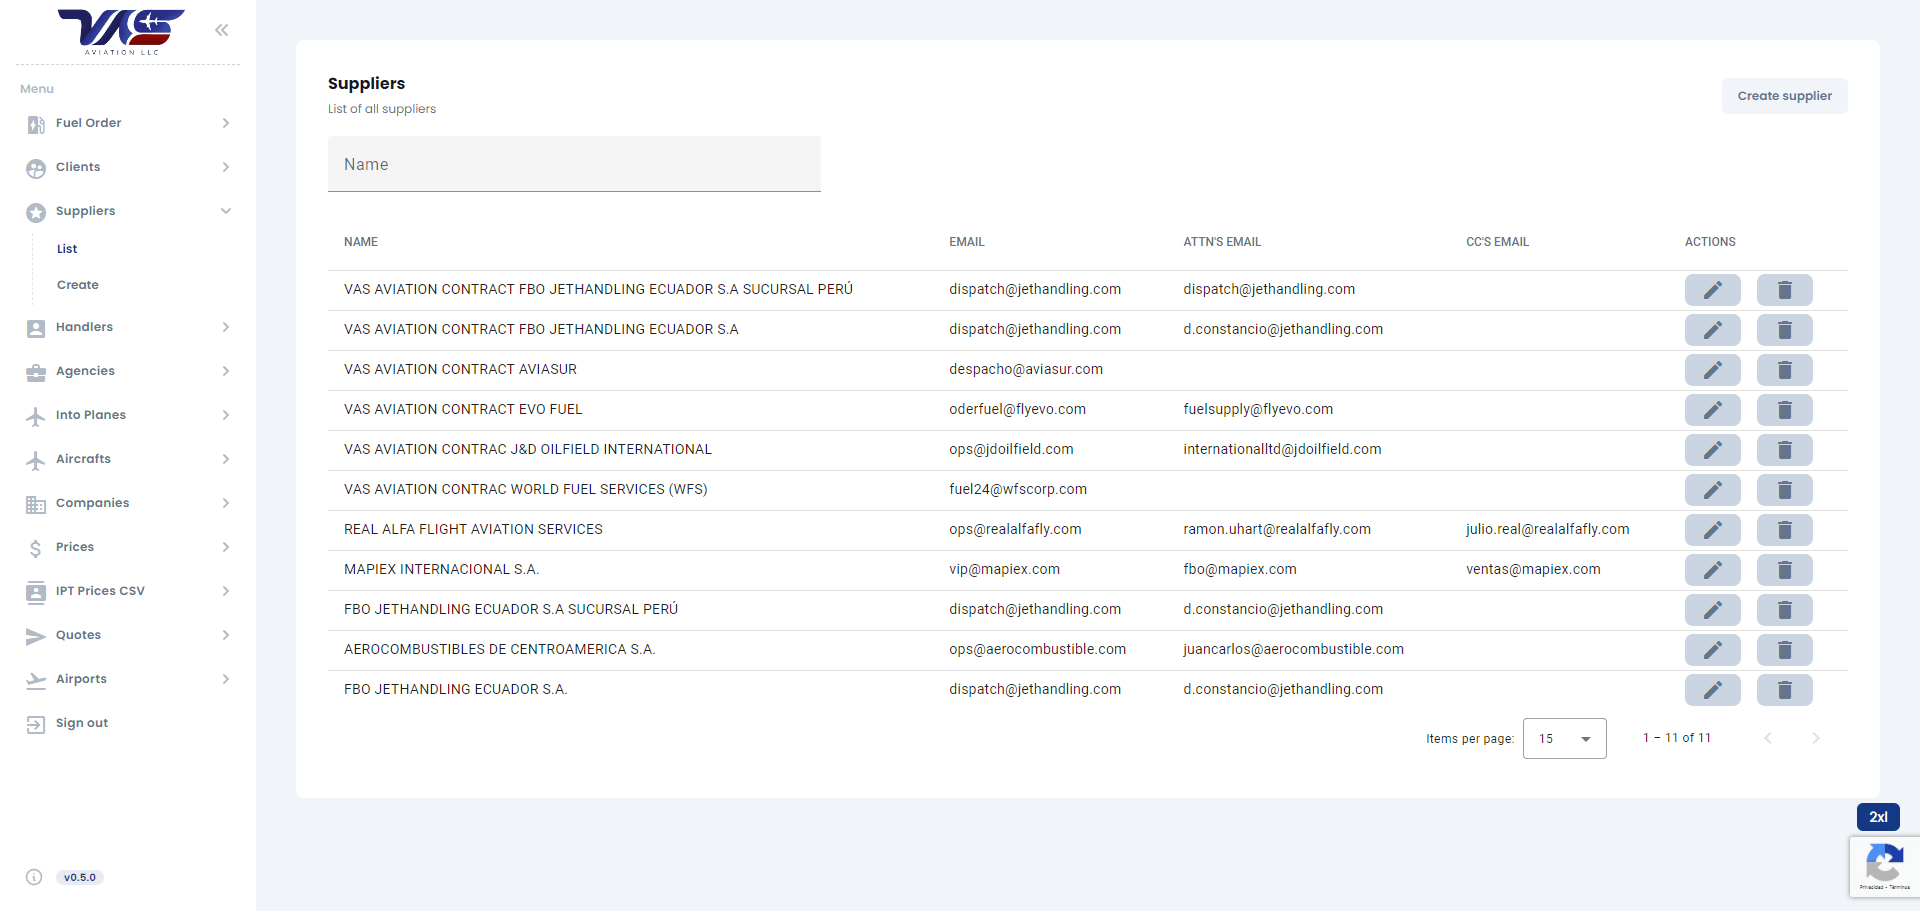 VAS
AVIATION LLC
Menu
Fuel Order
Clients
Suppliers
List
Create
Handlers
Agencies
Into Planes
Aircrafts
Companies
Prices
IPT Prices CSV
Quotes
Airports
Sign out
v0.5.0
Suppliers
List of all suppliers
Create supplier
Name
NAME EMAIL ATTN'S EMAIL CC'S EMAIL ACTIONS
VAS AVIATION CONTRACT FBO JETHANDLING ECUADOR S.A SUCURSAL PERÚ dispatch@jethandling.com dispatch@jethandling.com
VAS AVIATION CONTRACT FBO JETHANDLING ECUADOR S.A dispatch@jethandling.com d.constancio@jethandling.com
VAS AVIATION CONTRACT AVIASUR despacho@aviasur.com
VAS AVIATION CONTRACT EVO FUEL oderfuel@flyevo.com fuelsupply@flyevo.com
VAS AVIATION CONTRAC J&D OILFIELD INTERNATIONAL ops@jdoilfield.com internationalltd@jdoilfield.com
VAS AVIATION CONTRAC WORLD FUEL SERVICES (WFS) fuel24@wfscorp.com
REAL ALFA FLIGHT AVIATION SERVICES ops@realalfafly.com ramon.uhart@realalfafly.com julio.real@realalfafly.com
MAPIEX INTERNACIONAL S.A. vip@mapiex.com fbo@mapiex.com ventas@mapiex.com
FBO JETHANDLING ECUADOR S.A SUCURSAL PERÚ dispatch@jethandling.com d.constancio@jethandling.com
AEROCOMBUSTIBLES DE CENTROAMERICA S.A. ops@aerocombustible.com juancarlos@aerocombustible.com
FBO JETHANDLING ECUADOR S.A. dispatch@jethandling.com d.constancio@jethandling.com
Items per page: 15 1 – 11 of 11
2xl
Privacidad - Términos